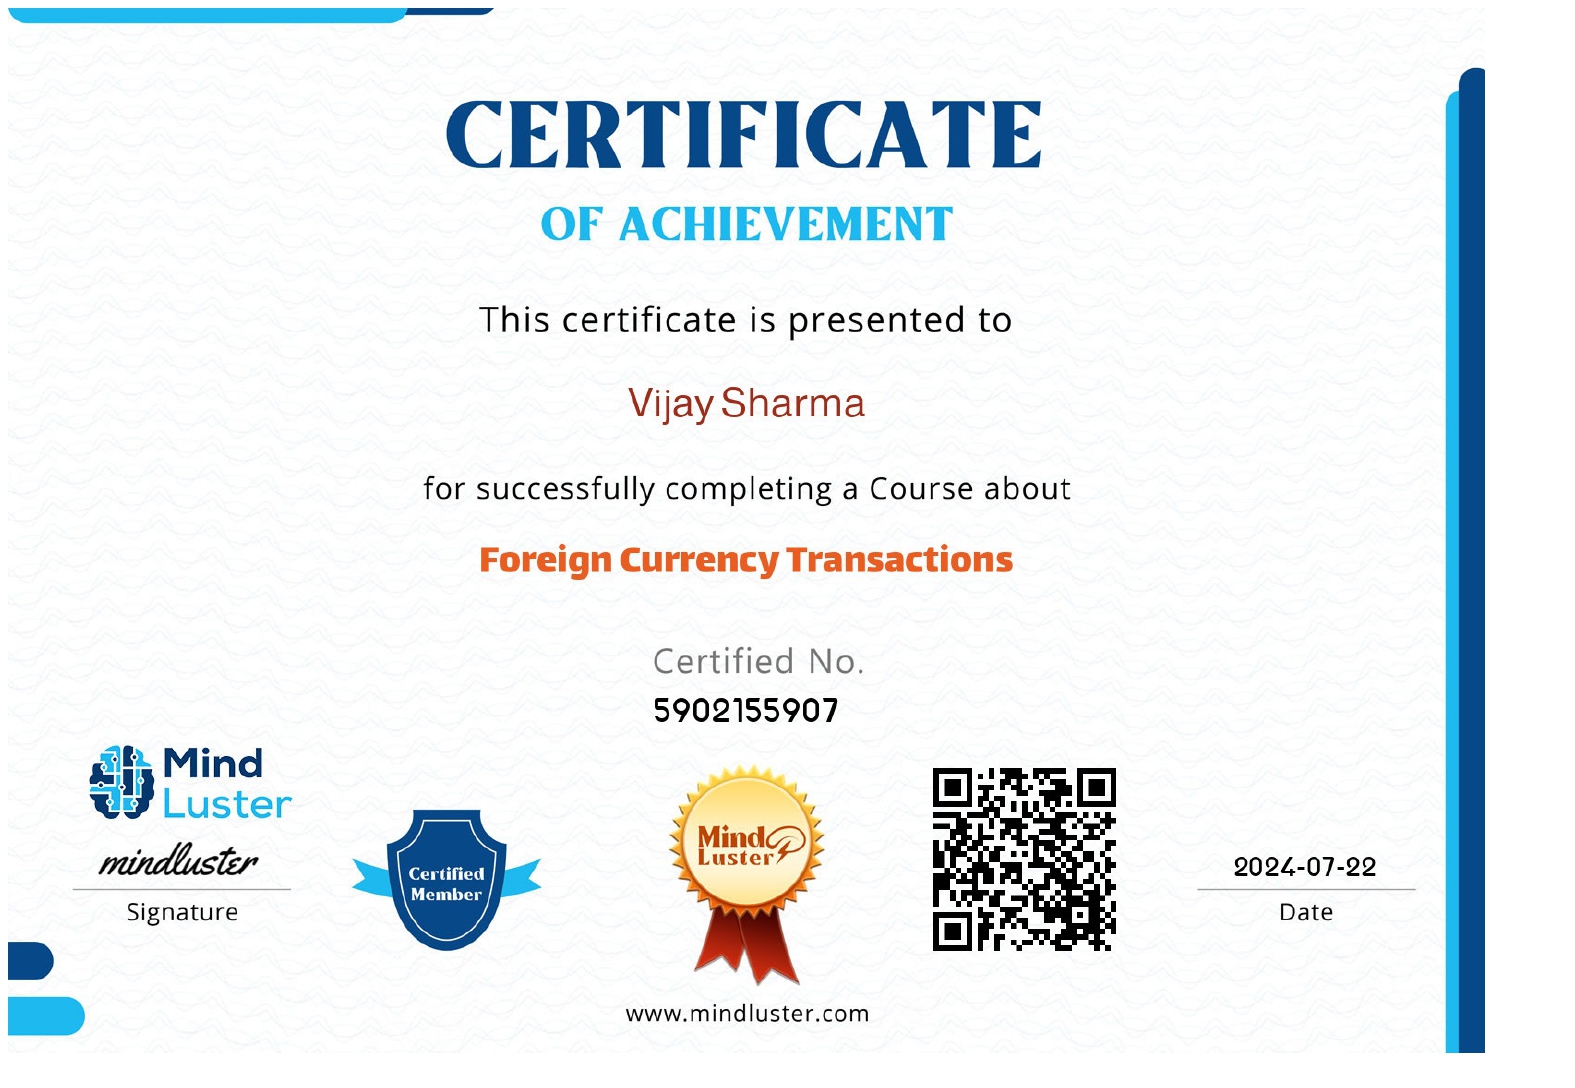 CERTIFICATE
OF ACHIEVEMENT
This certificate is presented to
Vijay Sharma
for successfully completing a Course about
Foreign Currency Transactions
Certified No.
5902155907
Mind
Luster
mindluster
Signature
Certified
Member
Mind
Luster
2024-07-22
Date
www.mindluster.com